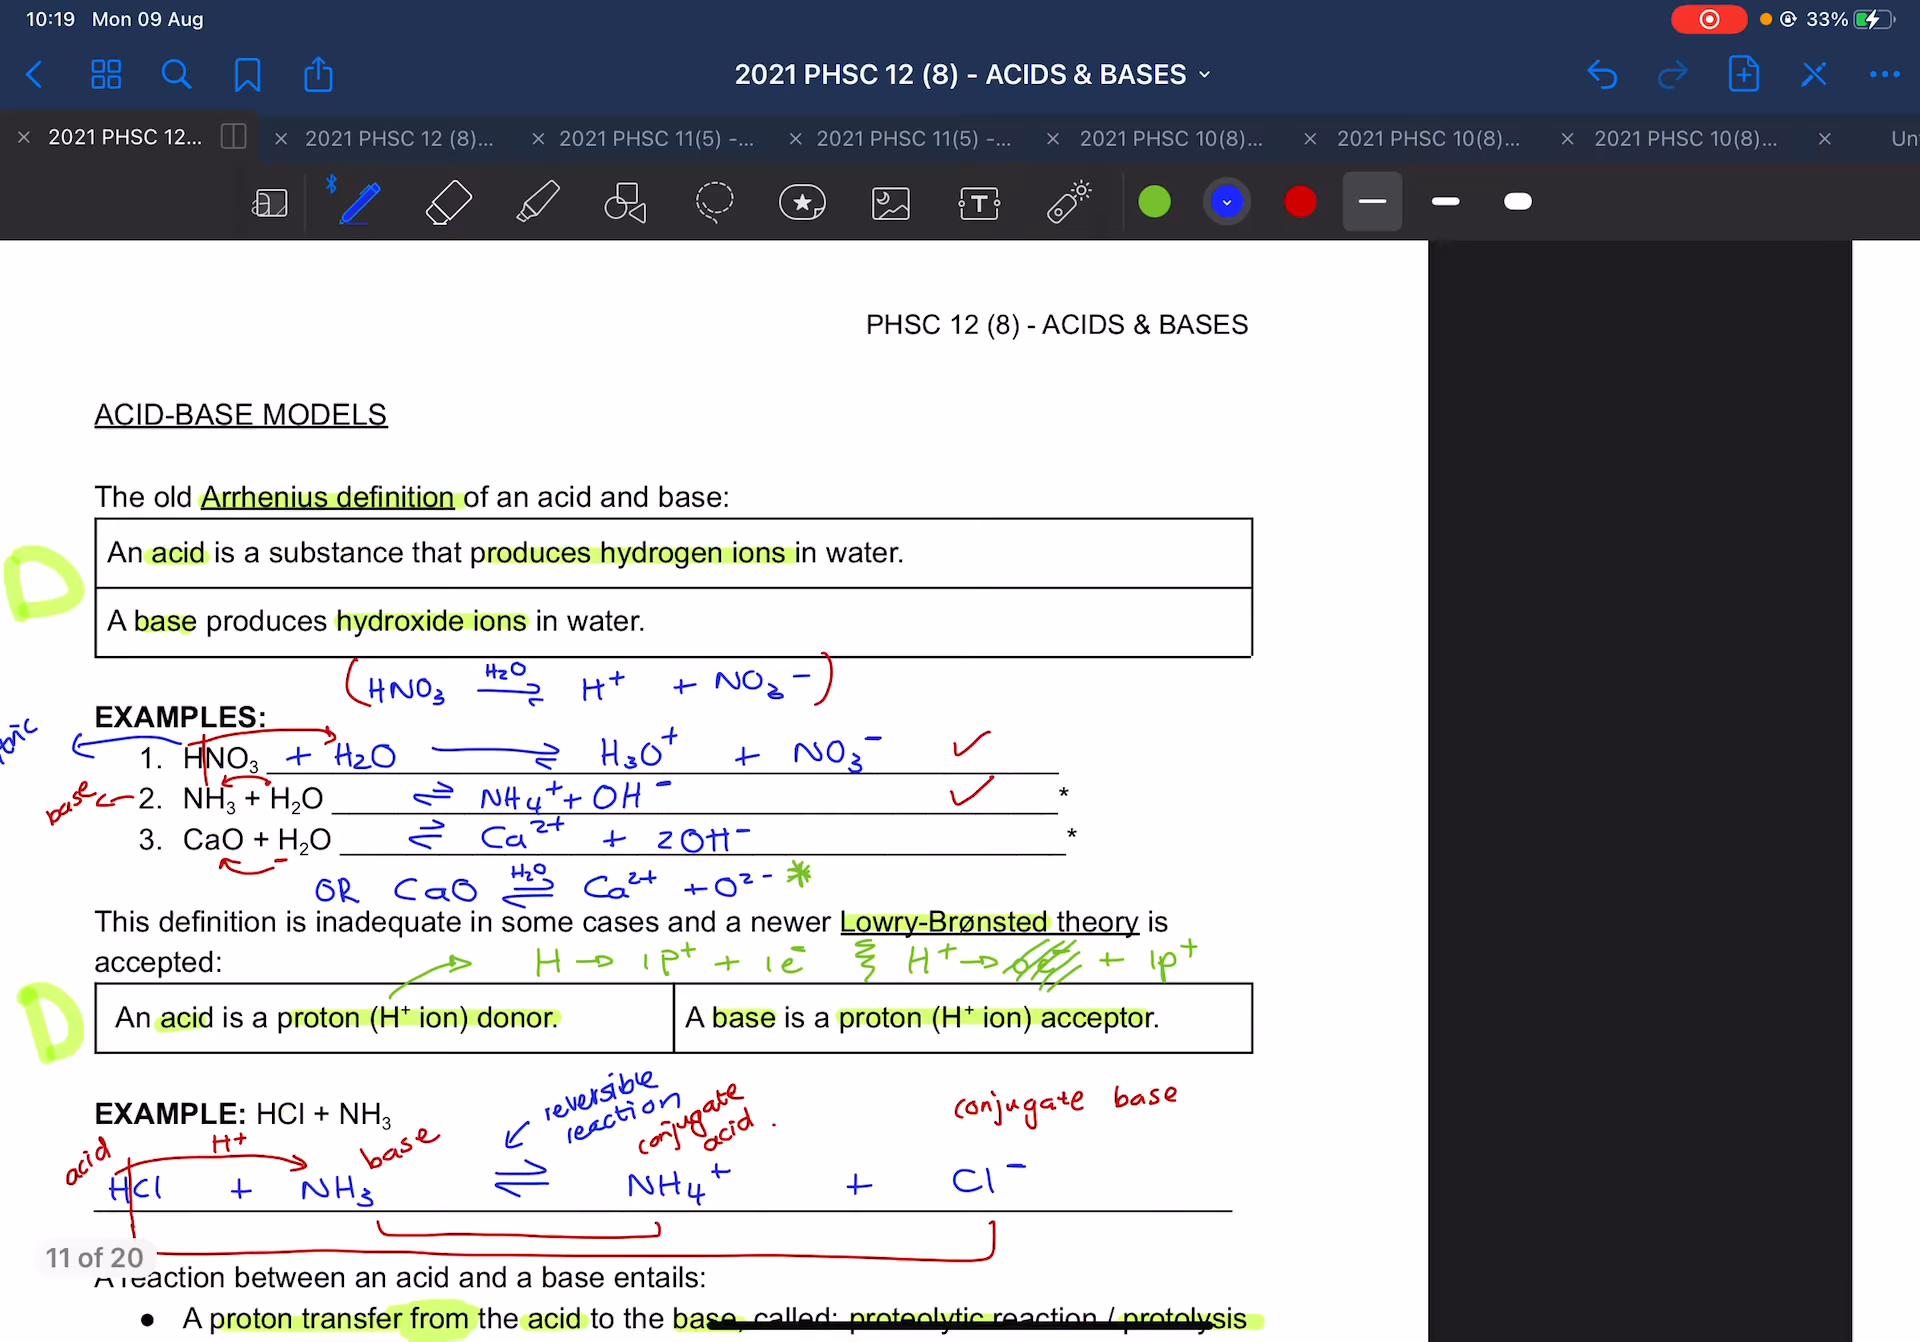 10:19 Mon 09 Aug 33%
2021 PHSC 12 (8) - ACIDS & BASES
2021 PHSC 12... 2021 PHSC 12 (8)... 2021 PHSC 11(5) -... 2021 PHSC 11(5) -... 2021 PHSC 10(8)... 2021 PHSC 10(8)... 2021 PHSC 10(8)... Un
PHSC 12 (8) - ACIDS & BASES
ACID-BASE MODELS
The old Arrhenius definition of an acid and base:
D
An acid is a substance that produces hydrogen ions in water.
A base produces hydroxide ions in water.
(HNO₃ ⇌ H₂O H⁺ + NO₃⁻)
EXAMPLES:
1. HNO₃ + H₂O ⇌ H₃O⁺ + NO₃⁻ ✓
base ← 2. NH₃ + H₂O ⇌ NH₄⁺ + OH⁻ ✓ *
3. CaO + H₂O ⇌ Ca²⁺ + 2OH⁻ *
OR CaO ⇌ H₂O Ca²⁺ + O²⁻ *
This definition is inadequate in some cases and a newer Lowry-Brønsted theory is
accepted: H → 1p⁺ + 1e⁻ H⁺ → + 1p⁺
D
An acid is a proton (H⁺ ion) donor. A base is a proton (H⁺ ion) acceptor.
reversible
reaction
conjugate
acid.
conjugate base
EXAMPLE: HCl + NH₃
acid H⁺ base
HCl + NH₃ ⇌ NH₄⁺ + Cl⁻
11 of 20
A reaction between an acid and a base entails:
• A proton transfer from the acid to the base, called: proteolytic reaction / protolysis